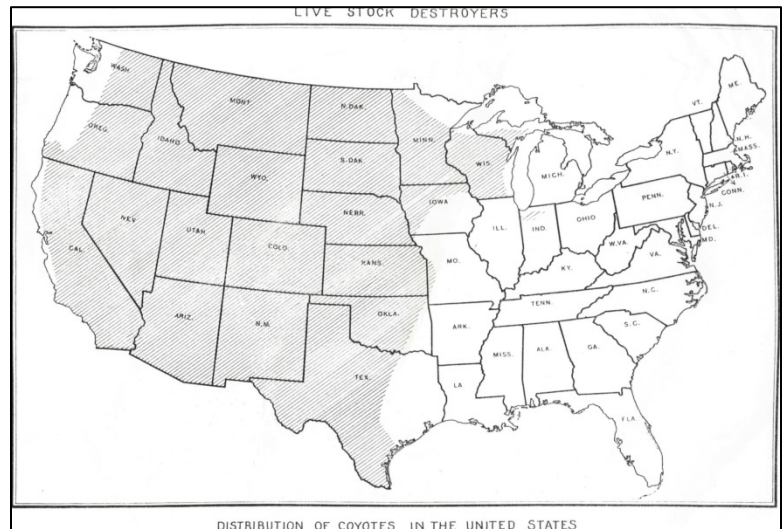 LIVE STOCK DESTROYERS
WASH.
MONT.
N.DAK.
MINN.
OREG.
IDAHO
WYO.
S.DAK.
WIS.
MICH.
VT.
ME.
N.H.
MASS.
N.Y.
R.I.
CONN.
NEV.
UTAH.
COLO.
NEBR.
IOWA
ILL.
IND.
OHIO
PENN.
N.J.
DEL.
MD.
CAL.
KANS.
MO.
KY.
W.VA.
VA.
ARIZ.
N.M.
OKLA.
ARK.
TENN.
N.C.
S.C.
TEX.
LA
MISS.
ALA.
GA.
FLA.
DISTRIBUTION OF COYOTES IN THE UNITED STATES